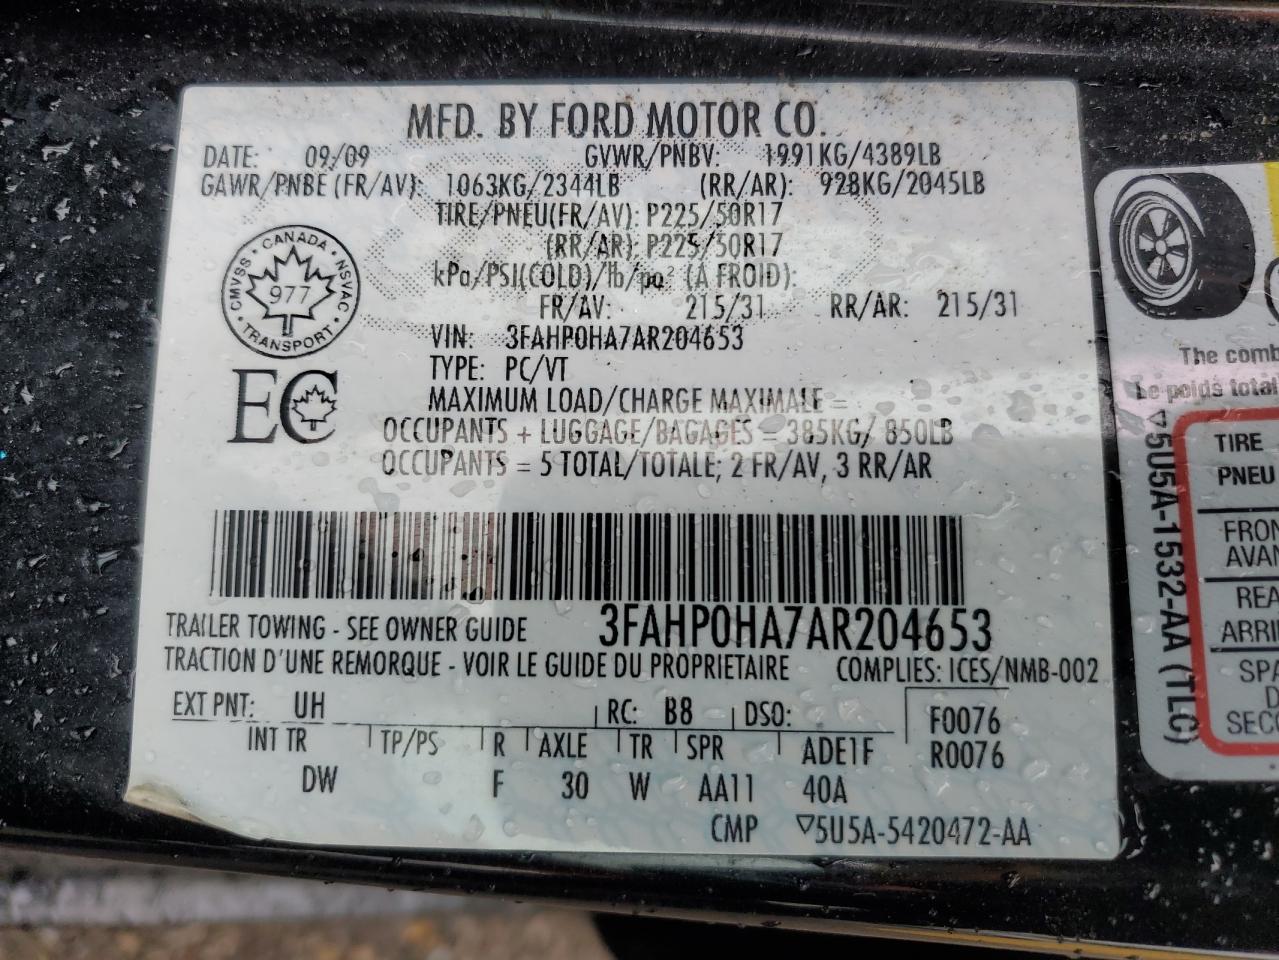 MFD. BY FORD MOTOR CO.
DATE: 09/09 GVWR/PNBV: 1991KG/4389LB
GAWR/PNBE (FR/AV): 1063KG/2344LB (RR/AR): 928KG/2045LB
TIRE/PNEU(FR/AV): P225/50R17
(RR/AR): P225/50R17
kPa/PSI(COLD)/lb/po² (A FROID):
FR/AV: 215/31 RR/AR: 215/31
VIN: 3FAHP0HA7AR204653
TYPE: PC/VT
MAXIMUM LOAD/CHARGE MAXIMALE =
OCCUPANTS + LUGGAGE/BAGAGES = 385KG/ 850LB
OCCUPANTS = 5 TOTAL/TOTALE; 2 FR/AV, 3 RR/AR
CANADA
CMVSS NSVAC
977
TRANSPORT
EC
3FAHP0HA7AR204653
TRAILER TOWING - SEE OWNER GUIDE
TRACTION D'UNE REMORQUE - VOIR LE GUIDE DU PROPRIETAIRE COMPLIES: ICES/NMB-002
EXT PNT: UH RC: B8 DSO: F0076
INT TR TP/PS R AXLE TR SPR ADE1F R0076
DW F 30 W AA11 40A
CMP ▽5U5A-5420472-AA
The comb
Le poids total
▽5U5A-1532-AA (TLC)
TIRE
PNEU
FRON
AVAN
REA
ARRI
SPA
D
SECO